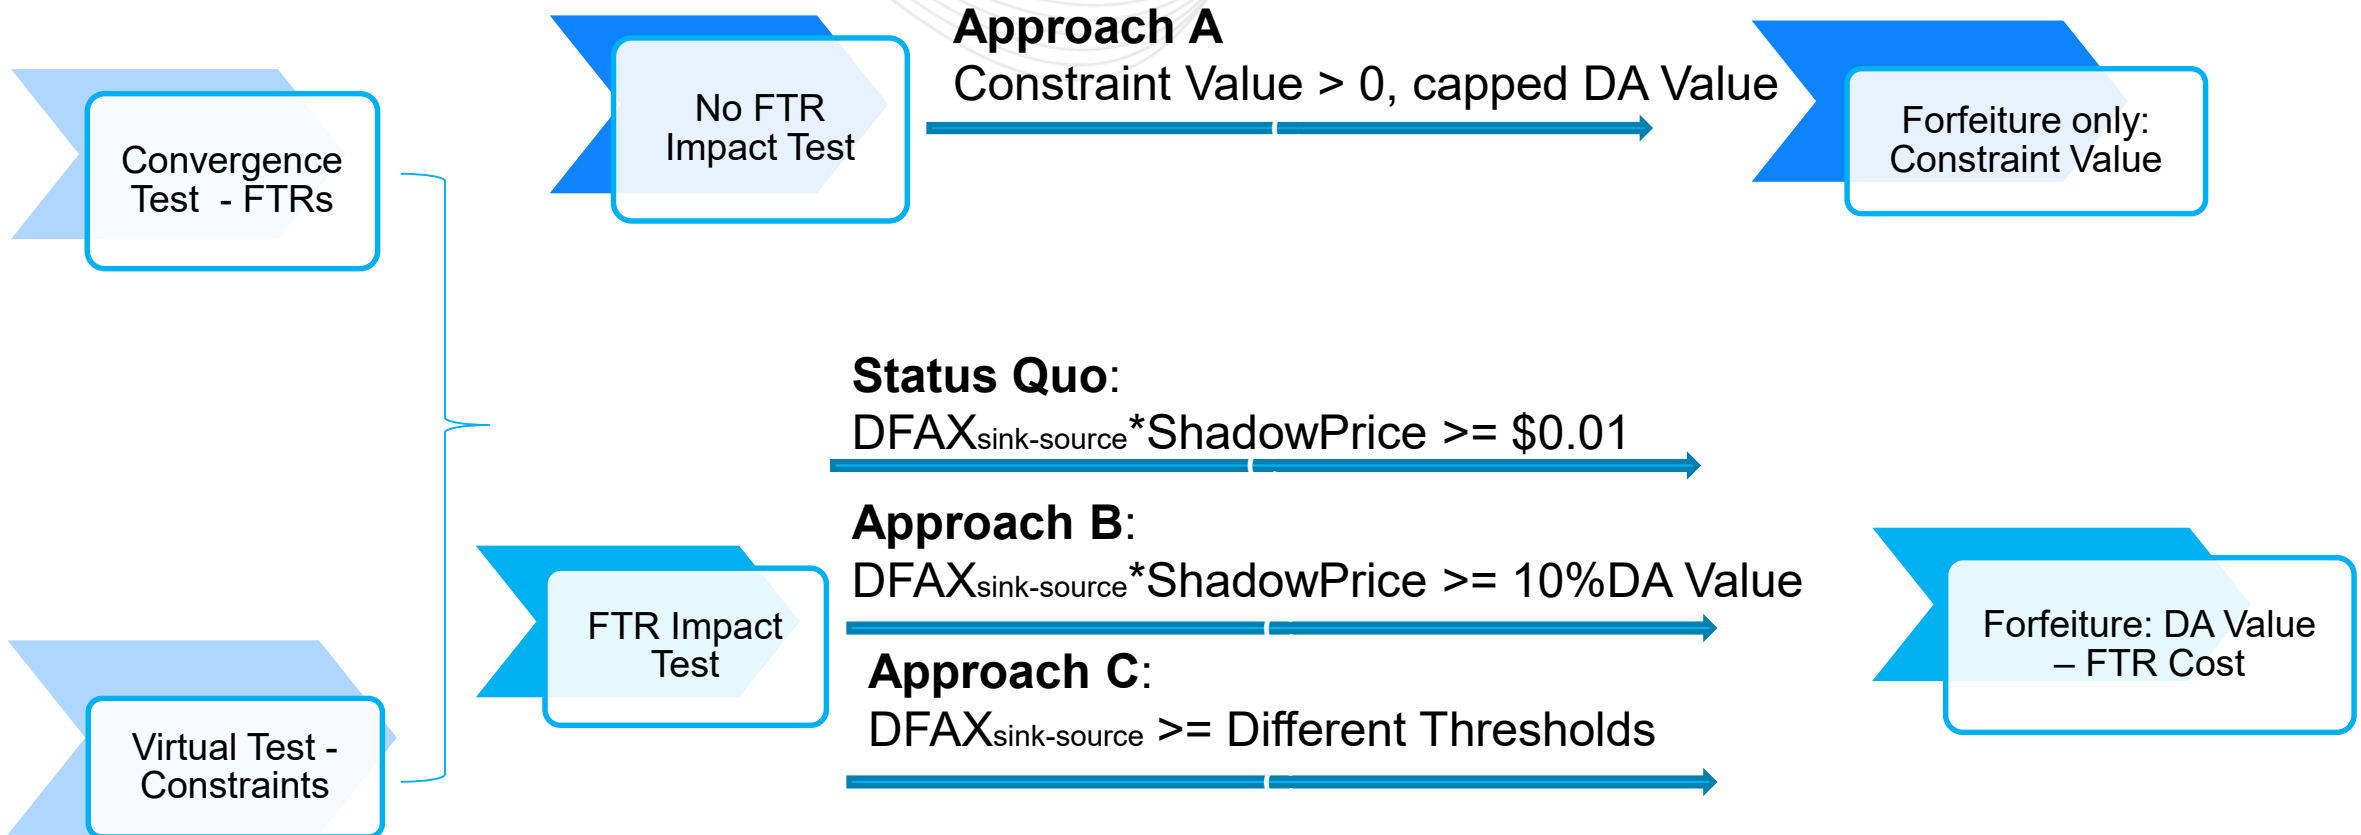 Convergence
Test - FTRs
Virtual Test -
Constraints
No FTR
Impact Test
Approach A
Constraint Value > 0, capped DA Value
Forfeiture only:
Constraint Value
FTR Impact
Test
Status Quo:
DFAXsink-source*ShadowPrice >= $0.01
Approach B:
DFAXsink-source*ShadowPrice >= 10%DA Value
Approach C:
DFAXsink-source >= Different Thresholds
Forfeiture: DA Value
– FTR Cost